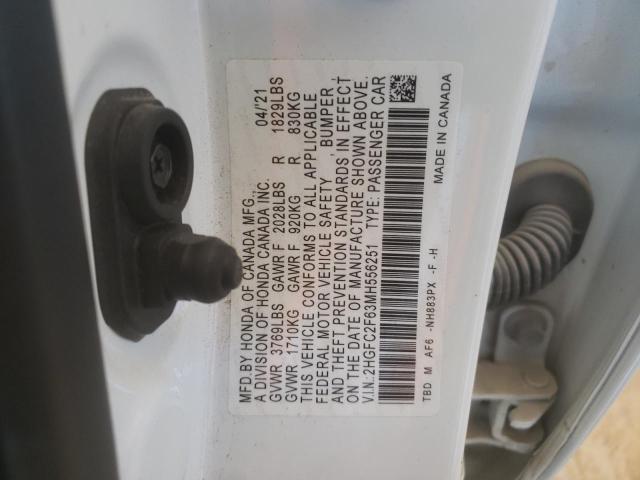 MFD. BY HONDA OF CANADA MFG. 04/21
A DIVISION OF HONDA CANADA INC.
GVWR 3769LBS GAWR F 2028LBS R 1829LBS
GVWR 1710KG GAWR F 920KG R 830KG
THIS VEHICLE CONFORMS TO ALL APPLICABLE
FEDERAL MOTOR VEHICLE SAFETY BUMPER,
AND THEFT PREVENTION STANDARDS IN EFFECT
ON THE DATE OF MANUFACTURE SHOWN ABOVE.
V.I.N.:2HGFC2F63MH556251 TYPE: PASSENGER CAR
TBD M AF6 -NH883PX -F -H MADE IN CANADA